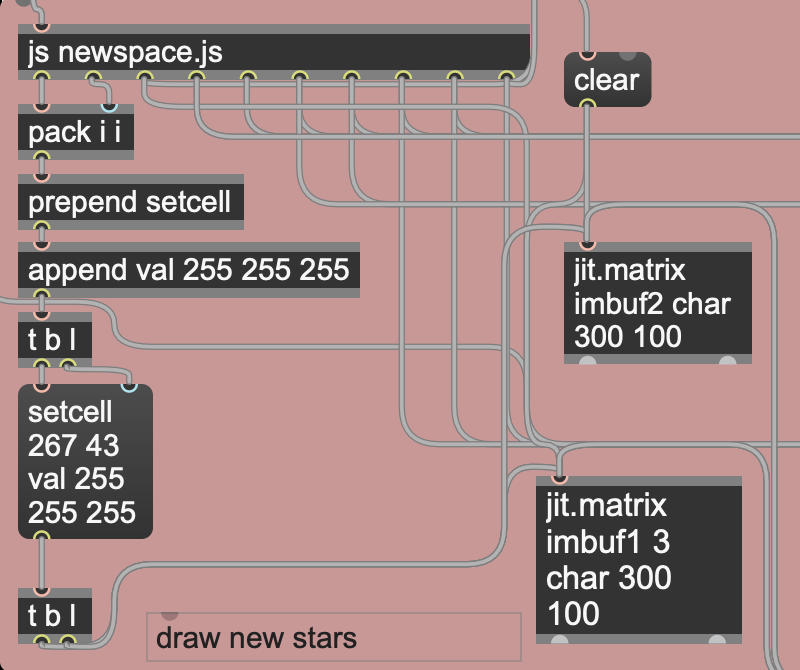 js newspace.js
clear
pack i i
prepend setcell
append val 255 255 255
jit.matrix
imbuf2 char
300 100
t b l
setcell
267 43
val 255
255 255
jit.matrix
imbuf1 3
char 300
100
t b l
draw new stars